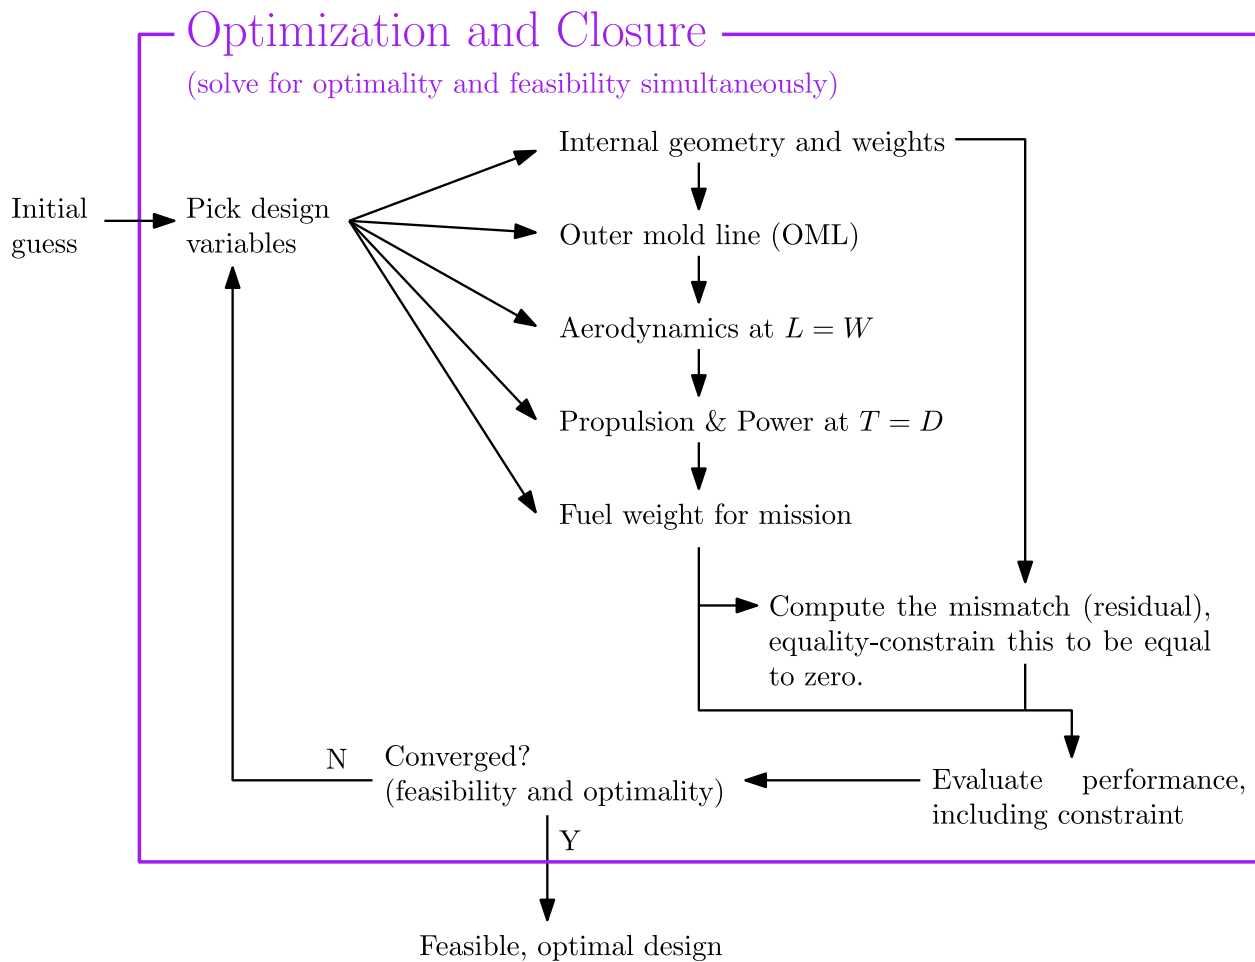 Optimization and Closure
(solve for optimality and feasibility simultaneously)
Internal geometry and weights
Initial
guess
Pick design
variables
Outer mold line (OML)
Aerodynamics at L = W
Propulsion & Power at T = D
Fuel weight for mission
Compute the mismatch (residual),
equality-constrain this to be equal
to zero.
N
Converged?
(feasibility and optimality)
Evaluate performance,
including constraint
Y
Feasible, optimal design